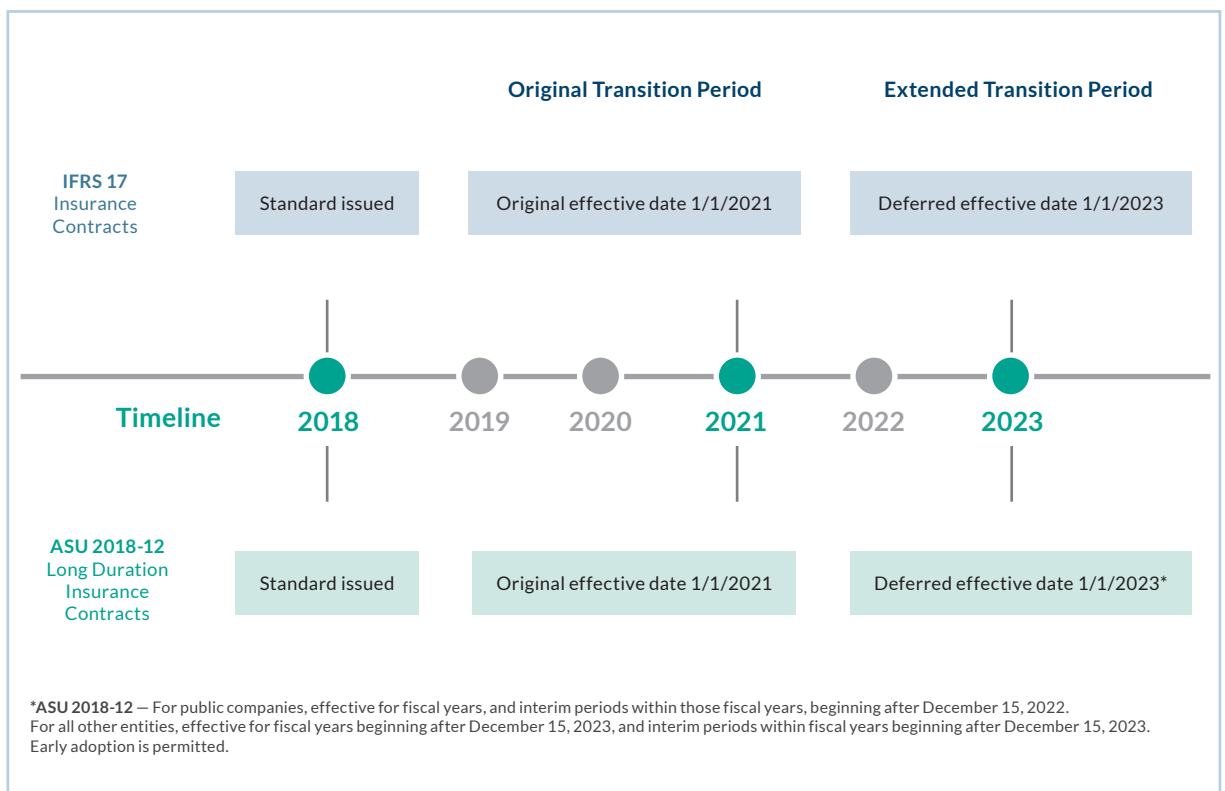 Original Transition Period
Extended Transition Period
IFRS 17
Insurance
Contracts
Standard issued
Original effective date 1/1/2021
Deferred effective date 1/1/2023
Timeline
2018
2019
2020
2021
2022
2023
ASU 2018-12
Long Duration
Insurance
Contracts
Standard issued
Original effective date 1/1/2021
Deferred effective date 1/1/2023*
*ASU 2018-12 — For public companies, effective for fiscal years, and interim periods within those fiscal years, beginning after December 15, 2022.
For all other entities, effective for fiscal years beginning after December 15, 2023, and interim periods within fiscal years beginning after December 15, 2023.
Early adoption is permitted.